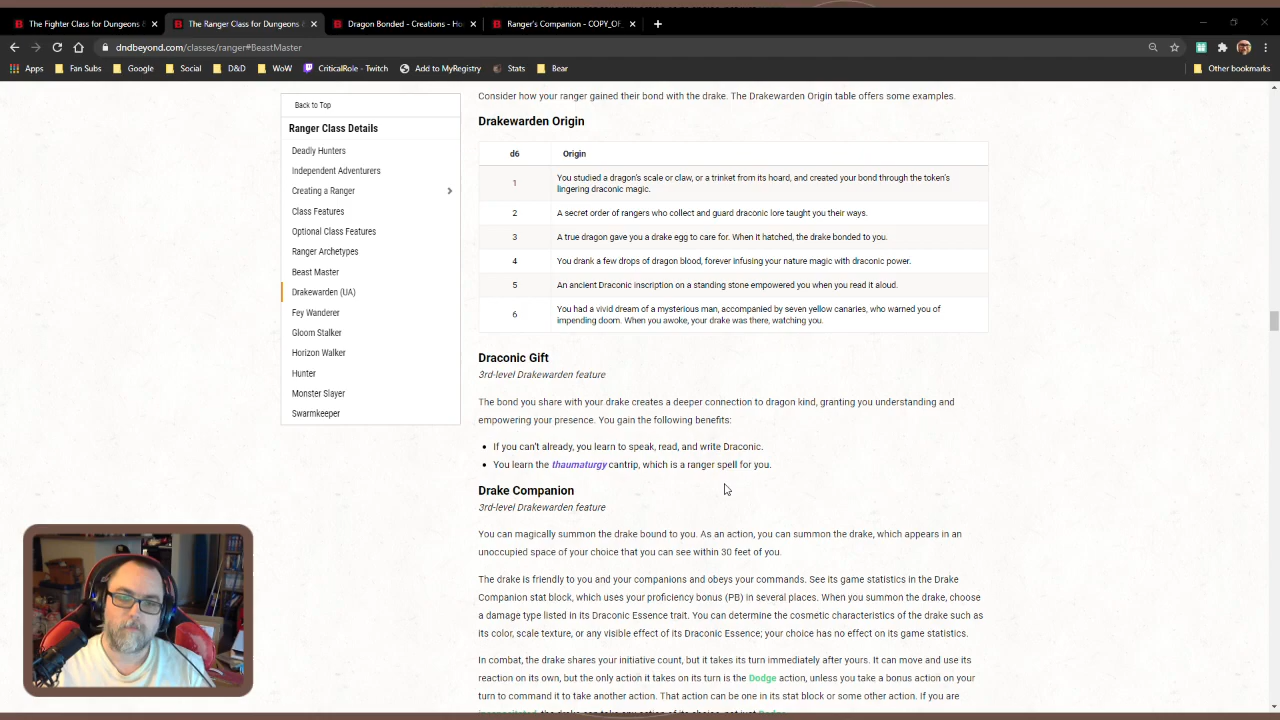 The Fighter Class for Dungeons &
The Ranger Class for Dungeons &
Dragon Bonded - Creations - Ho
Ranger's Companion - COPY_OF
dndbeyond.com/classes/ranger#BeastMaster
Apps Fan Subs Google Social D&D WoW CriticalRole - Twitch Add to MyRegistry Stats Bear Other bookmarks
Back to Top
Ranger Class Details
Deadly Hunters
Independent Adventurers
Creating a Ranger
Class Features
Optional Class Features
Ranger Archetypes
Beast Master
Drakewarden (UA)
Fey Wanderer
Gloom Stalker
Horizon Walker
Hunter
Monster Slayer
Swarmkeeper
Consider how your ranger gained their bond with the drake. The Drakewarden Origin table offers some examples.
Drakewarden Origin
d6 Origin
1 You studied a dragon's scale or claw, or a trinket from its hoard, and created your bond through the token's
lingering draconic magic.
2 A secret order of rangers who collect and guard draconic lore taught you their ways.
3 A true dragon gave you a drake egg to care for. When it hatched, the drake bonded to you.
4 You drank a few drops of dragon blood, forever infusing your nature magic with draconic power.
5 An ancient Draconic inscription on a standing stone empowered you when you read it aloud.
6 You had a vivid dream of a mysterious man, accompanied by seven yellow canaries, who warned you of
impending doom. When you awoke, your drake was there, watching you.
Draconic Gift
3rd-level Drakewarden feature
The bond you share with your drake creates a deeper connection to dragon kind, granting you understanding and
empowering your presence. You gain the following benefits:
• If you can't already, you learn to speak, read, and write Draconic.
• You learn the thaumaturgy cantrip, which is a ranger spell for you.
Drake Companion
3rd-level Drakewarden feature
You can magically summon the drake bound to you. As an action, you can summon the drake, which appears in an
unoccupied space of your choice that you can see within 30 feet of you.
The drake is friendly to you and your companions and obeys your commands. See its game statistics in the Drake
Companion stat block, which uses your proficiency bonus (PB) in several places. When you summon the drake, choose
a damage type listed in its Draconic Essence trait. You can determine the cosmetic characteristics of the drake such as
its color, scale texture, or any visible effect of its Draconic Essence; your choice has no effect on its game statistics.
In combat, the drake shares your initiative count, but it takes its turn immediately after yours. It can move and use its
reaction on its own, but the only action it takes on its turn is the Dodge action, unless you take a bonus action on your
turn to command it to take another action. That action can be one in its stat block or some other action. If you are
incapacitated, the drake can take any action of its choice, not just Dodge.